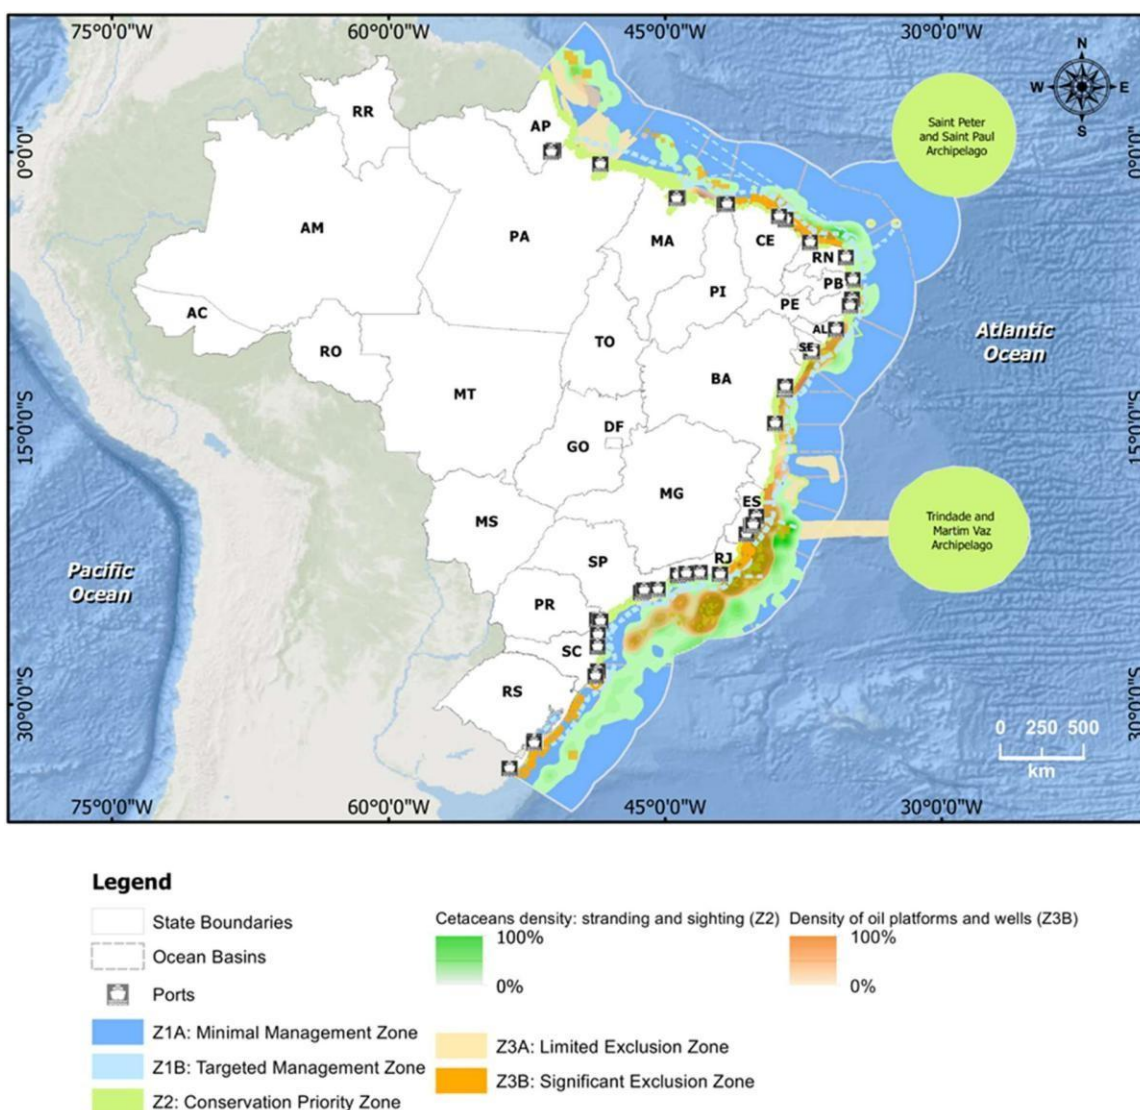 75°0'0"W
60°0'0"W
45°0'0"W
30°0'0"W
N
W
E
S
0°0'0"
0°0'0"
15°0'0"S
15°0'0"S
30°0'0"S
30°0'0"S
RR
AP
AM
PA
MA
CE
RN
PB
PI
PE
AL
SE
AC
RO
TO
BA
MT
DF
GO
MG
ES
MS
SP
RJ
PR
SC
RS
Saint Peter
and Saint Paul
Archipelago
Atlantic
Ocean
Trindade and
Martim Vaz
Archipelago
Pacific
Ocean
0 250 500
km
75°0'0"W
60°0'0"W
45°0'0"W
30°0'0"W
Legend
State Boundaries
Ocean Basins
Ports
Z1A: Minimal Management Zone
Z1B: Targeted Management Zone
Z2: Conservation Priority Zone
Cetaceans density: stranding and sighting (Z2)
100%
0%
Density of oil platforms and wells (Z3B)
100%
0%
Z3A: Limited Exclusion Zone
Z3B: Significant Exclusion Zone